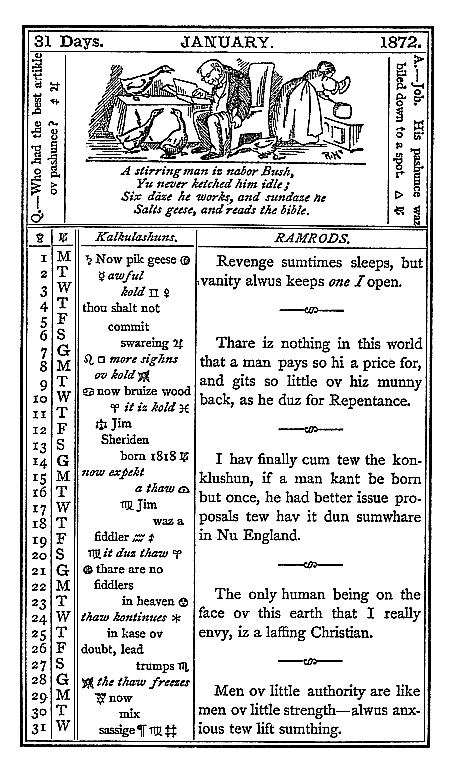 31 Days. JANUARY. 1872.
Q.—Who had the best artikle
ov pashunce?
A.—Job. His pashunce waz
biled down to a spot.
A stirring man iz nabor Bush,
Yu never ketched him idle;
Six daze he works, and sundaze he
Salts geese, and reads the bible.
Kalkulashuns.
1 M ♄ Now pik geese
2 T ☿ awful
3 W kold ♊ ♀
4 T thou shalt not
5 F commit
6 S swareing ♃
7 G ♌ □ more sighns
8 M
9 T ov kold
10 W ♋ now bruize wood
11 T ♈ it iz kold ♓
12 F ♎ Jim
13 S Sheriden
14 G born 1818
15 M now expekt
16 T a thaw
17 W ♏ Jim
18 T waz a
19 F fiddler ♒
20 S ♏ it duz thaw ♈
21 G thare are no
22 M fiddlers
23 T in heaven
24 W thaw kontinues *
25 T in kase ov
26 F doubt, lead
27 S trumps ♏
28 G the thaw freezes
29 M now
30 T mix
31 W sassige ¶ ♏
RAMRODS.
Revenge sumtimes sleeps, but
vanity alwus keeps one I open.
Thare iz nothing in this world
that a man pays so hi a price for,
and gits so little ov hiz munny
back, as he duz for Repentance.
I hav finally cum tew the kon-
klushun, if a man kant be born
but once, he had better issue pro-
posals tew hav it dun sumwhare
in Nu England.
The only human being on the
face ov this earth that I really
envy, iz a laffing Christian.
Men ov little authority are like
men ov little strength—alwus anx-
ious tew lift sumthing.